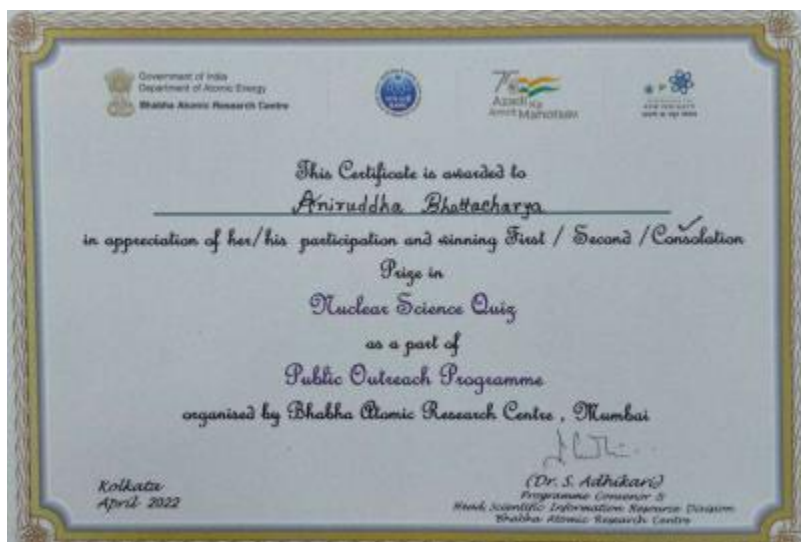 Government of India
Department of Atomic Energy
Bhabha Atomic Research Centre
75
Azadi Ka
Amrit Mahotsav
This Certificate is awarded to
Aniruddha Bhattacharya
in appreciation of her/his participation and winning First / Second / Consolation
Prize in
Nuclear Science Quiz
as a part of
Public Outreach Programme
organised by Bhabha Atomic Research Centre , Mumbai
Kolkata
April 2022
(Dr. S. Adhikari)
Programme Convenor &
Head, Scientific Information Resource Division
Bhabha Atomic Research Centre